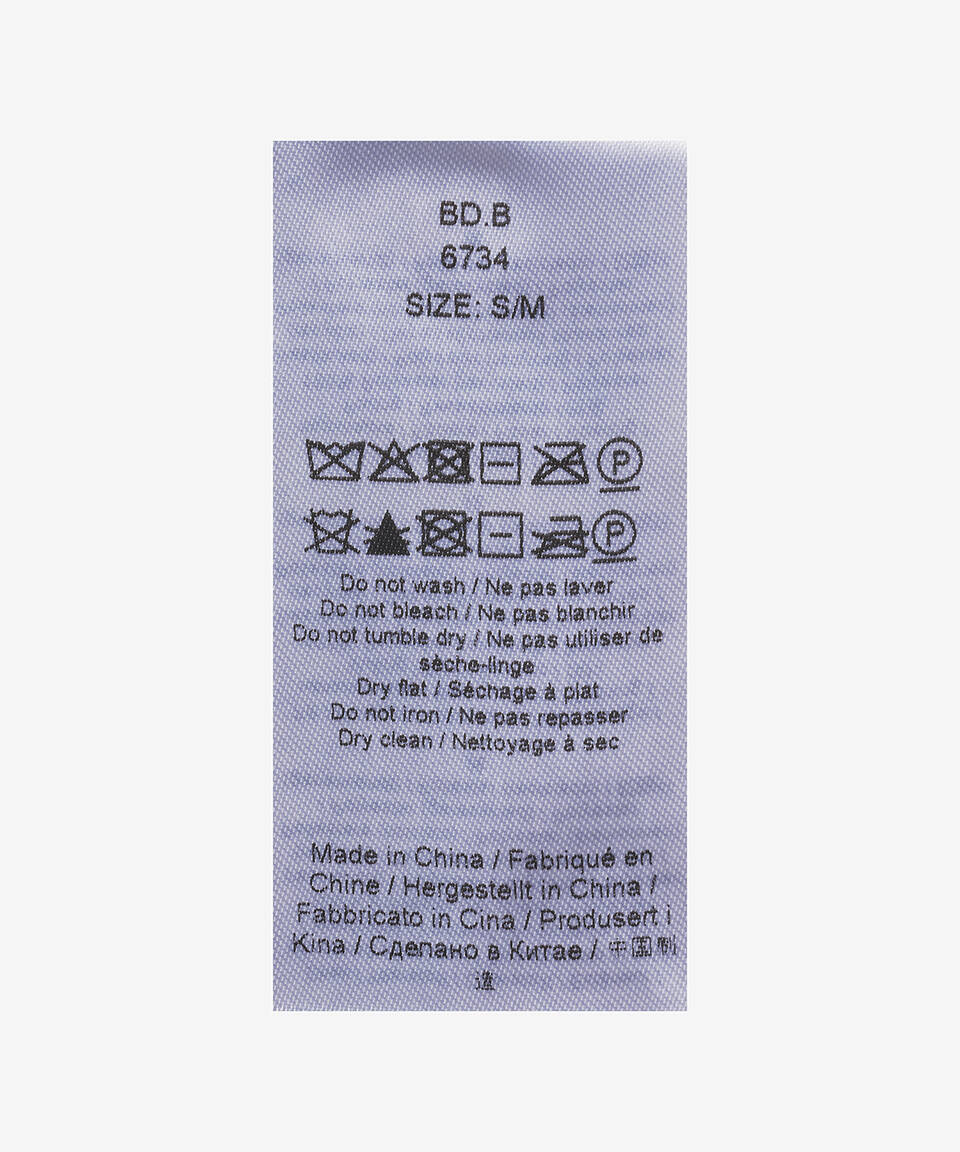 BD.B
6734
SIZE: S/M
P
P
Do not wash / Ne pas laver
Do not bleach / Ne pas blanchir
Do not tumble dry / Ne pas utiliser de
sèche-linge
Dry flat / Séchage à plat
Do not iron / Ne pas repasser
Dry clean / Nettoyage à sec
Made in China / Fabriqué en
Chine / Hergestellt in China /
Fabbricato in Cina / Produsert i
Kina / Сделано в Китае / 中国制
造